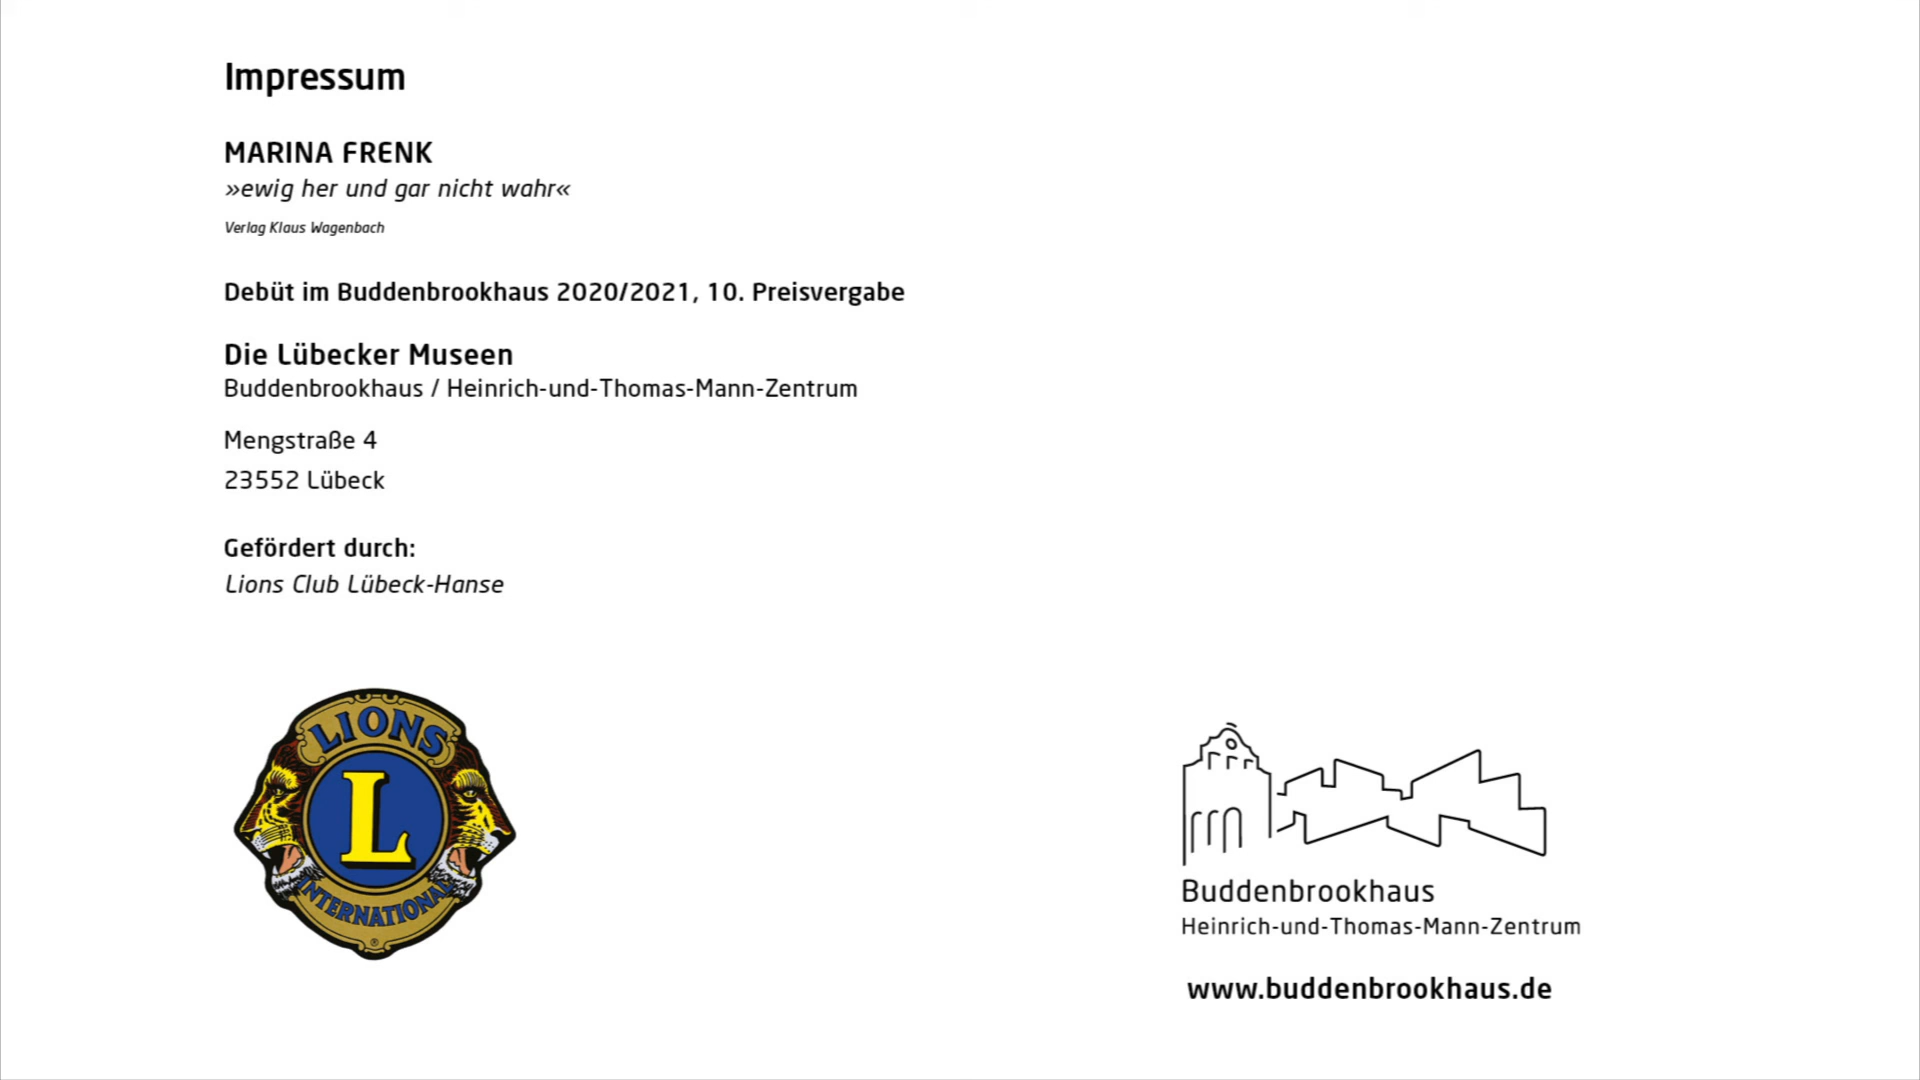 Impressum
MARINA FRENK
»ewig her und gar nicht wahr«
Verlag Klaus Wagenbach
Debüt im Buddenbrookhaus 2020/2021, 10. Preisvergabe
Die Lübecker Museen
Buddenbrookhaus / Heinrich-und-Thomas-Mann-Zentrum
Mengstraße 4
23552 Lübeck
Gefördert durch:
Lions Club Lübeck-Hanse
LIONS
L
INTERNATIONAL
®
Buddenbrookhaus
Heinrich-und-Thomas-Mann-Zentrum
www.buddenbrookhaus.de